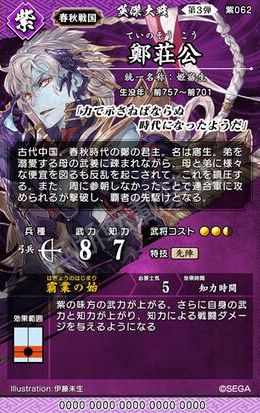 紫
春秋戦国
英傑大戦
第3弾
紫062
ていのそうこう
鄭荘公
統一名称：姫寤生
生没年：前757～前701
「力で示さねばならぬ
時代になったようだ」
古代中国、春秋時代の鄭の君主。名は寤生。弟を
溺愛する母の武姜に疎まれながら、母と弟に様々
な便宜を図るも反乱を起こされて、これを鎮圧す
る。また、周に参朝しなかったことで連合軍に攻
められるが撃破し、覇者の先駆けとなる。
兵種 武力 知力 武将コスト
弓兵 8 7
特技 先陣
はぎょうのはじまり
覇業の始
必要士気 5
効果時間 知力時間
効果範囲
紫の味方の武力が上がる。さらに自身の武
力と知力が上がり、知力による戦闘ダメー
ジを与えるようになる
Illustration:伊藤未生
©SEGA
0000-0000-0000-0000-0000